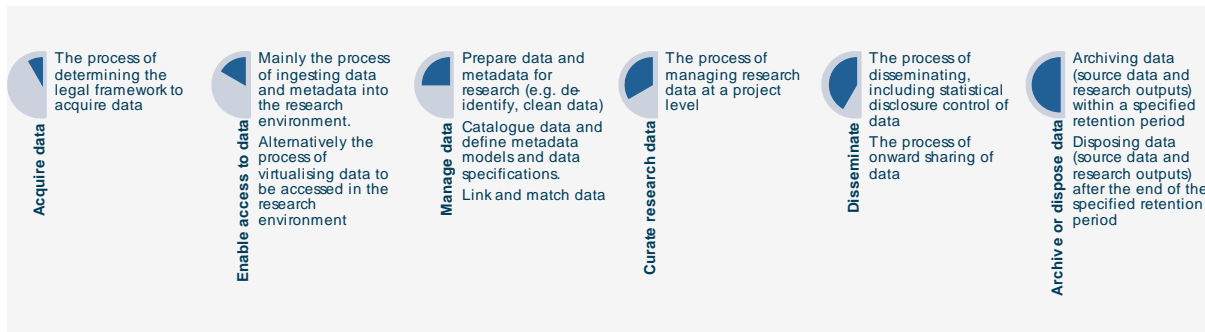 Acquire data
The process of
determining the
legal framework to
acquire data
Enable access to data
Mainly the process
of ingesting data
and metadata into
the research
environment.
Alternatively the
process of
virtualising data to
be accessed in the
research
environment
Manage data
Prepare data and
metadata for
research (e.g. de-
identify, clean data)
Catalogue data and
define metadata
models and data
specifications.
Link and match data
Curate research data
The process of
managing research
data at a project
level
Disseminate
The process of
disseminating,
including statistical
disclosure control of
data
The process of
onward sharing of
data
Archive or dispose data
Archiving data
(source data and
research outputs)
within a specified
retention period
Disposing data
(source data and
research outputs)
after the end of the
specified retention
period